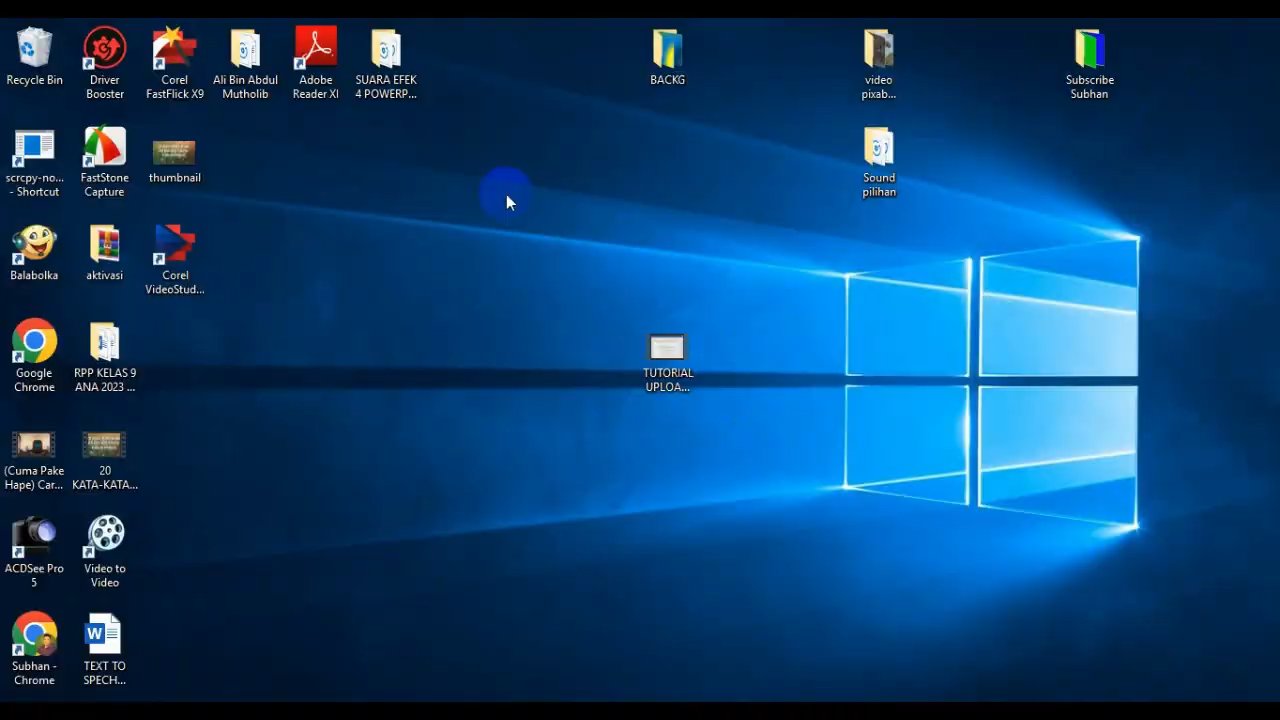 Recycle Bin
Driver
Booster
Corel
FastFlick X9
Ali Bin Abdul
Mutholib
Adobe
Reader XI
SUARA EFEK
4 POWERP...
BACKG
video
pixab...
Subscribe
Subhan
scrcpy-no...
- Shortcut
FastStone
Capture
thumbnail
Sound
pilihan
Balabolka
aktivasi
Corel
VideoStud...
Google
Chrome
RPP KELAS 9
ANA 2023 ...
TUTORIAL
UPLOA...
(Cuma Pake
Hape) Car...
20
KATA-KATA...
ACDSee Pro
5
Video to
Video
Subhan -
Chrome
TEXT TO
SPECH...